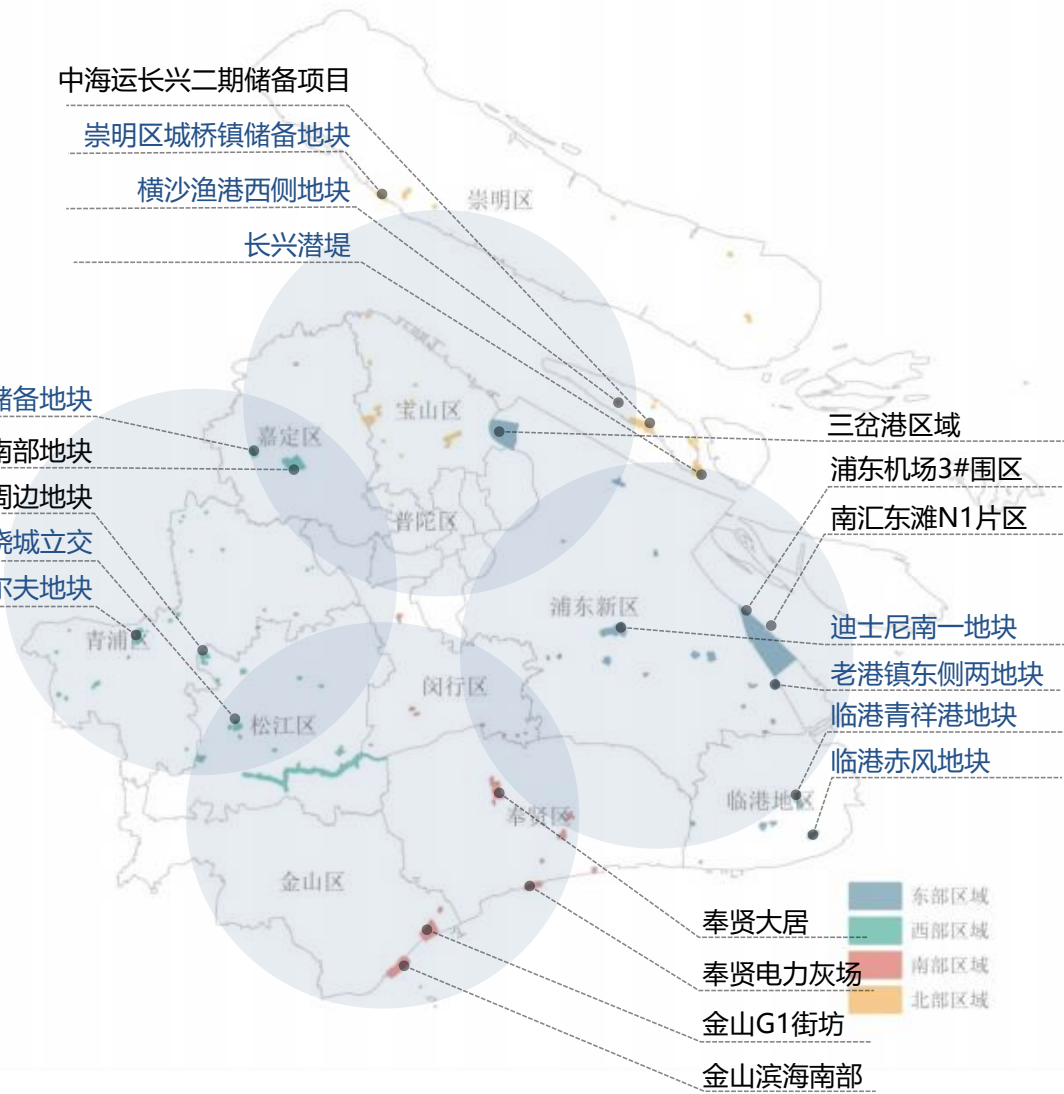 中海运长兴二期储备项目
崇明区城桥镇储备地块
横沙渔港西侧地块
长兴潜堤
崇明区
储备地块
南部地块
周边地块
绕城立交
尔夫地块
宝山区
嘉定区
普陀区
浦东新区
青浦区
闵行区
松江区
奉贤区
临港地区
金山区
三岔港区域
浦东机场3#围区
南汇东滩N1片区
迪士尼南一地块
老港镇东侧两地块
临港青祥港地块
临港赤风地块
奉贤大居
奉贤电力灰场
金山G1街坊
金山滨海南部
东部区域
西部区域
南部区域
北部区域